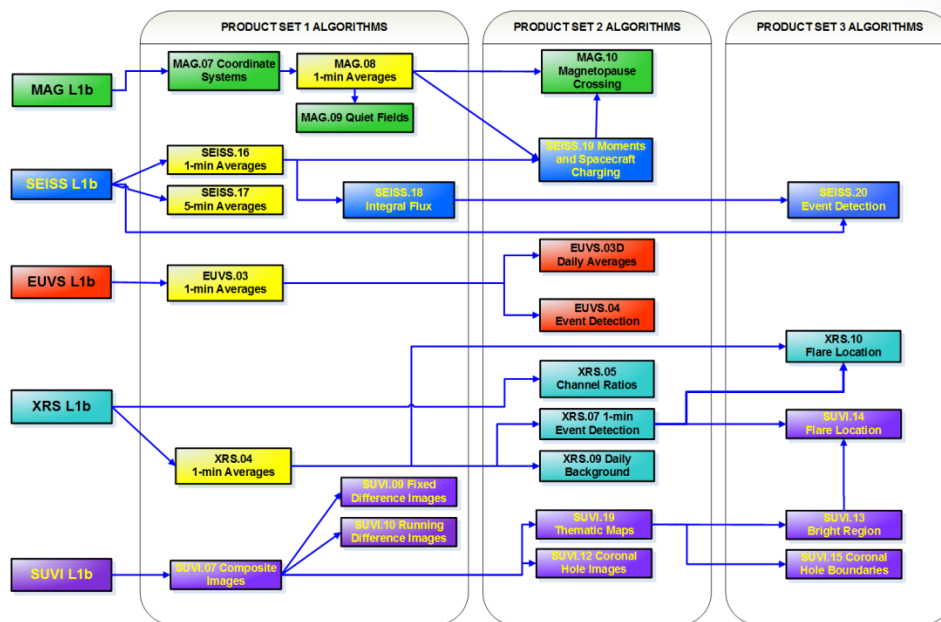 PRODUCT SET 1 ALGORITHMS
PRODUCT SET 2 ALGORITHMS
PRODUCT SET 3 ALGORITHMS
MAG L1b
MAG.07 Coordinate
Systems
MAG.08
1-min Averages
MAG.09 Quiet Fields
MAG.10
Magnetopause
Crossing
SEISS L1b
SEISS.16
1-min Averages
SEISS.17
5-min Averages
SEISS.18
Integral Flux
SEISS.19 Moments
and Spacecraft
Charging
SEISS.20
Event Detection
EUVS L1b
EUVS.03
1-min Averages
EUVS.03D
Daily Averages
EUVS.04
Event Detection
XRS L1b
XRS.04
1-min Averages
XRS.05
Channel Ratios
XRS.07 1-min
Event Detection
XRS.09 Daily
Background
XRS.10
Flare Location
SUVI.14
Flare Location
SUVI L1b
SUVI.07 Composite
Images
SUVI.09 Fixed
Difference Images
SUVI.10 Running
Difference Images
SUVI.19
Thematic Maps
SUVI.12 Coronal
Hole Images
SUVI.13
Bright Region
SUVI.15 Coronal
Hole Boundaries